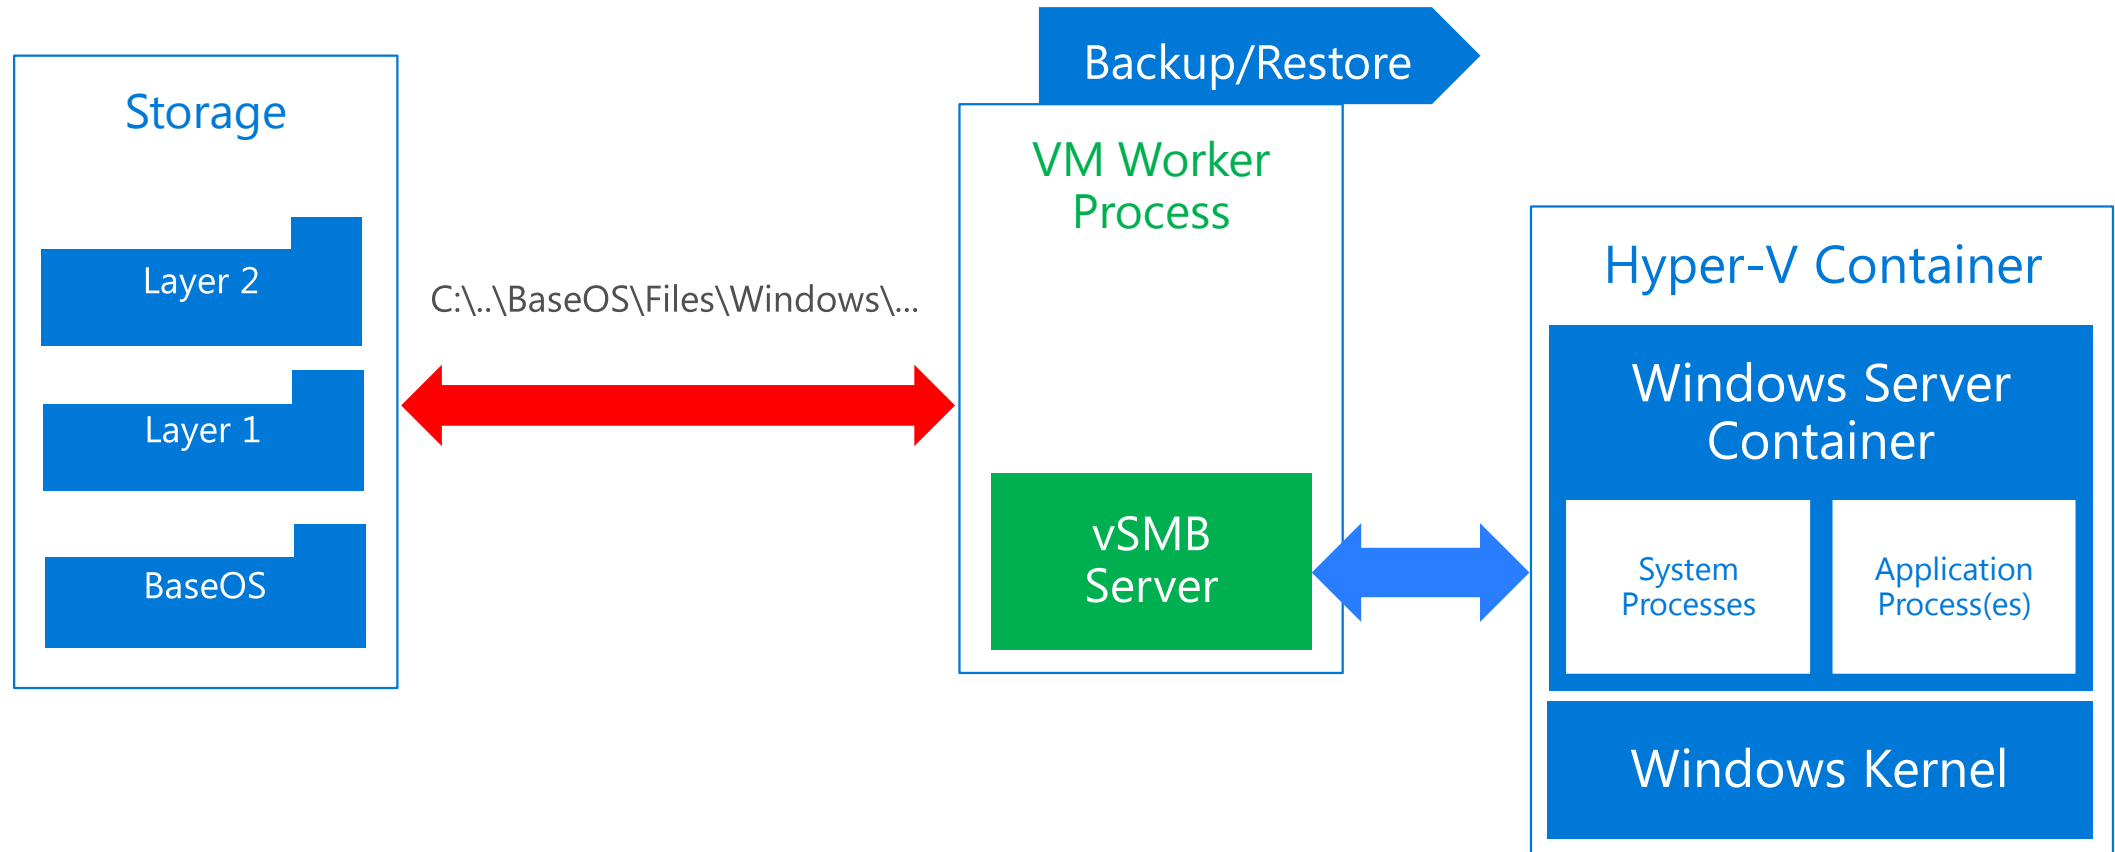 Storage
Layer 2
Layer 1
BaseOS
C:\..\BaseOS\Files\Windows\...
Backup/Restore
VM Worker
Process
vSMB
Server
Hyper-V Container
Windows Server
Container
System
Processes
Application
Process(es)
Windows Kernel